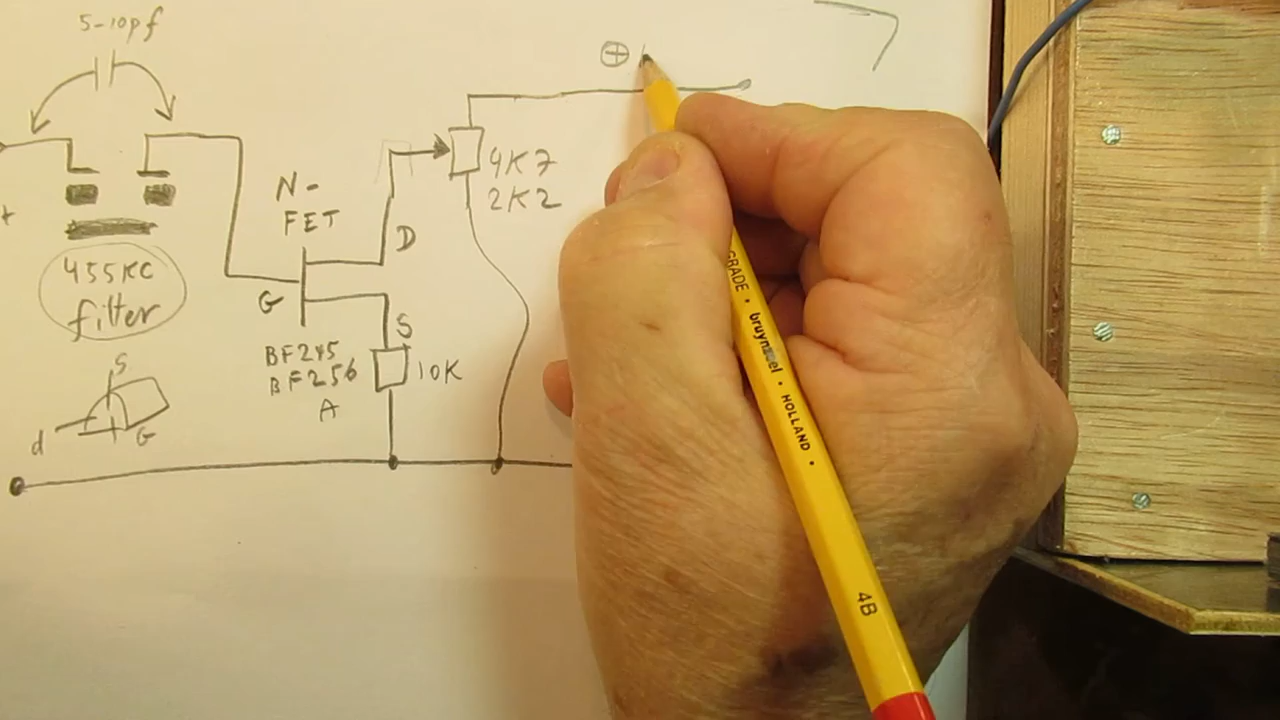 5-10pf
⊕
4K7
2K2
N-
FET
D
455KC
filter
G
S
BF245
BF256
A
10K
S
d
G
GRADE • bruynzeel • HOLLAND •
4B